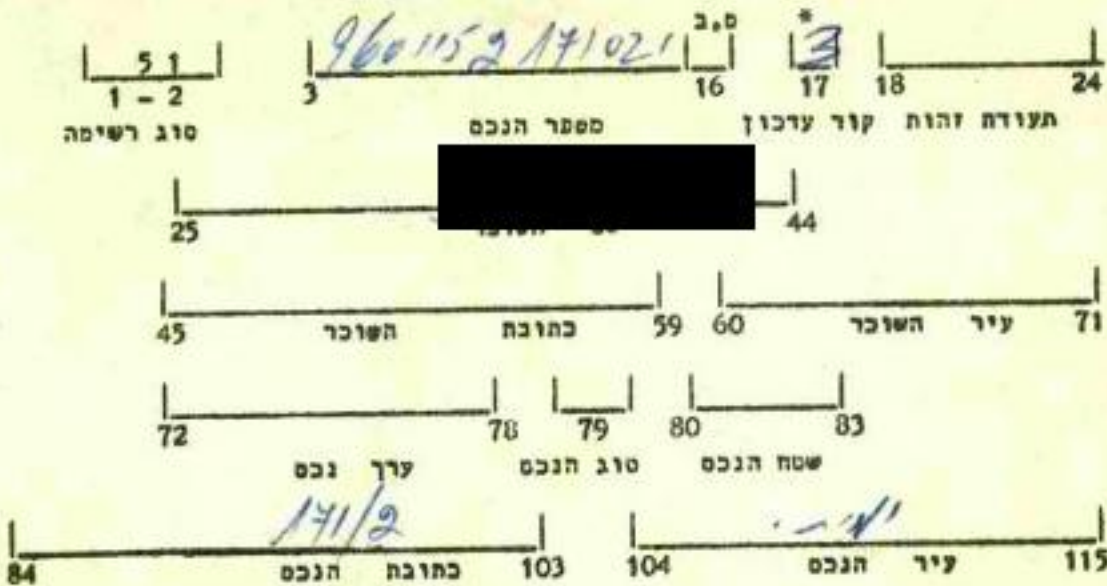 51 9601152171021 ס.ב *
3
1 - 2 3 16 17 18 24
סוג רשימה מספר הנכס קוד עדכון תעודת זהות
25 44
45 59 60 71
כתובת השוכר עיר השוכר
72 78 79 80 83
ערך נכס סוג הנכס שטח הנכס
171/2
84 103 104 115
כתובת הנכס עיר הנכס